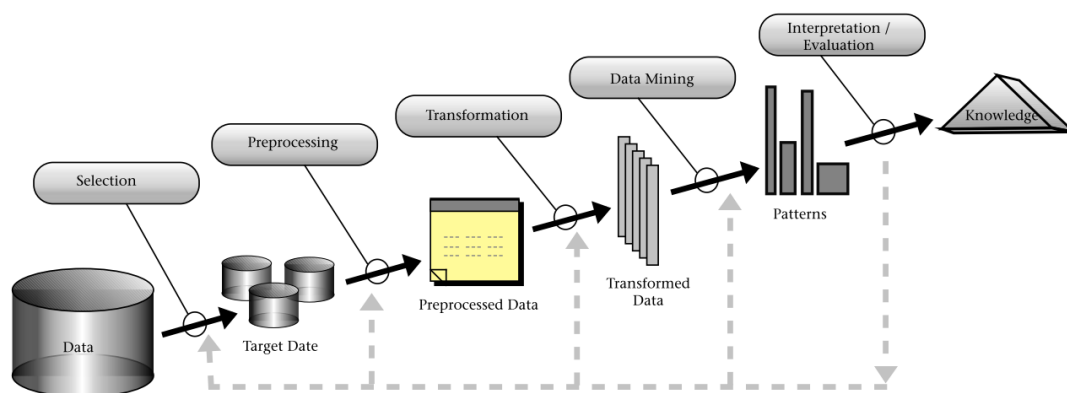 Interpretation /
Evaluation
Data Mining
Transformation
Preprocessing
Selection
Knowledge
Patterns
Transformed
Data
Preprocessed Data
Target Date
Data